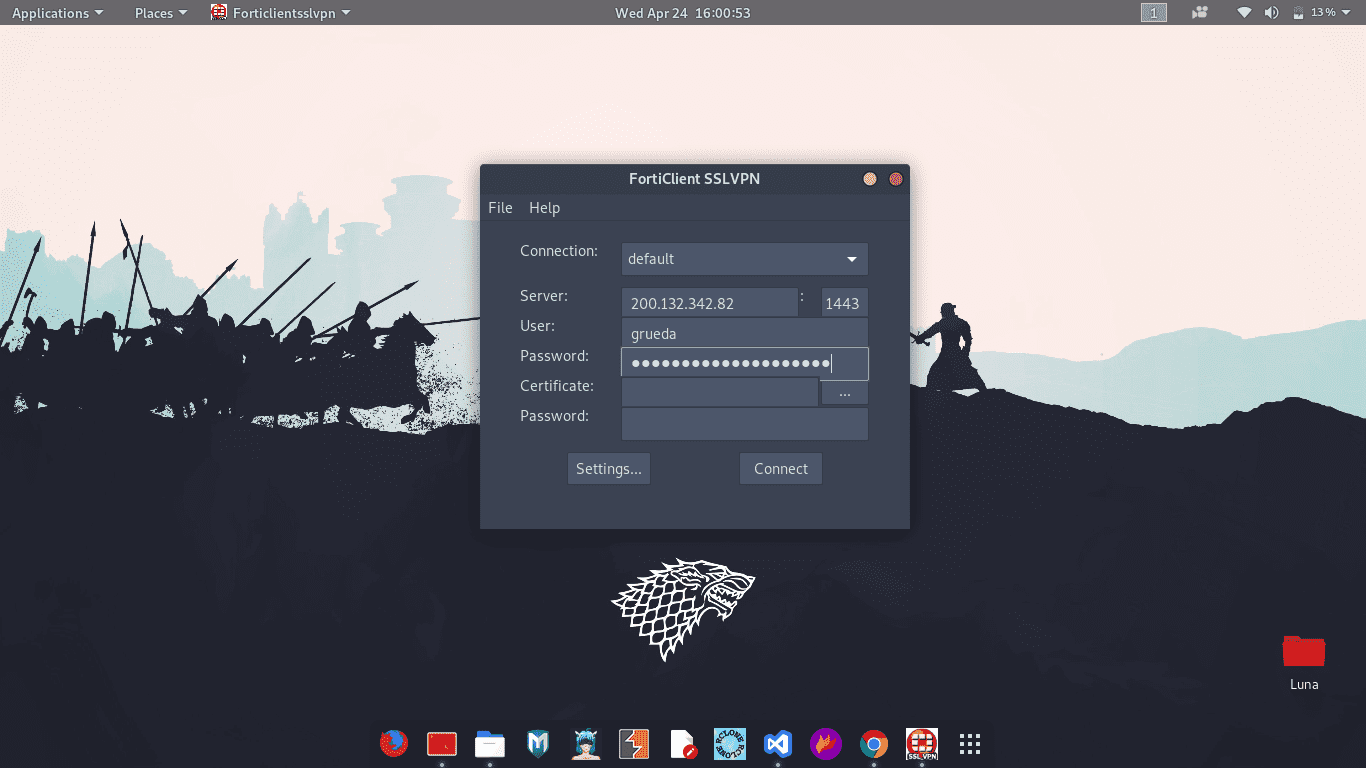 Applications Places Forticlientsslvpn Wed Apr 24 16:00:53 1 13%
FortiClient SSLVPN
File Help
Connection: default
Server: 200.132.342.82 : 1443
User: grueda
Password: ●●●●●●●●●●●●●●●●●●●●
Certificate: ...
Password:
Settings... Connect
Luna
RCLONE
[SSL VPN]